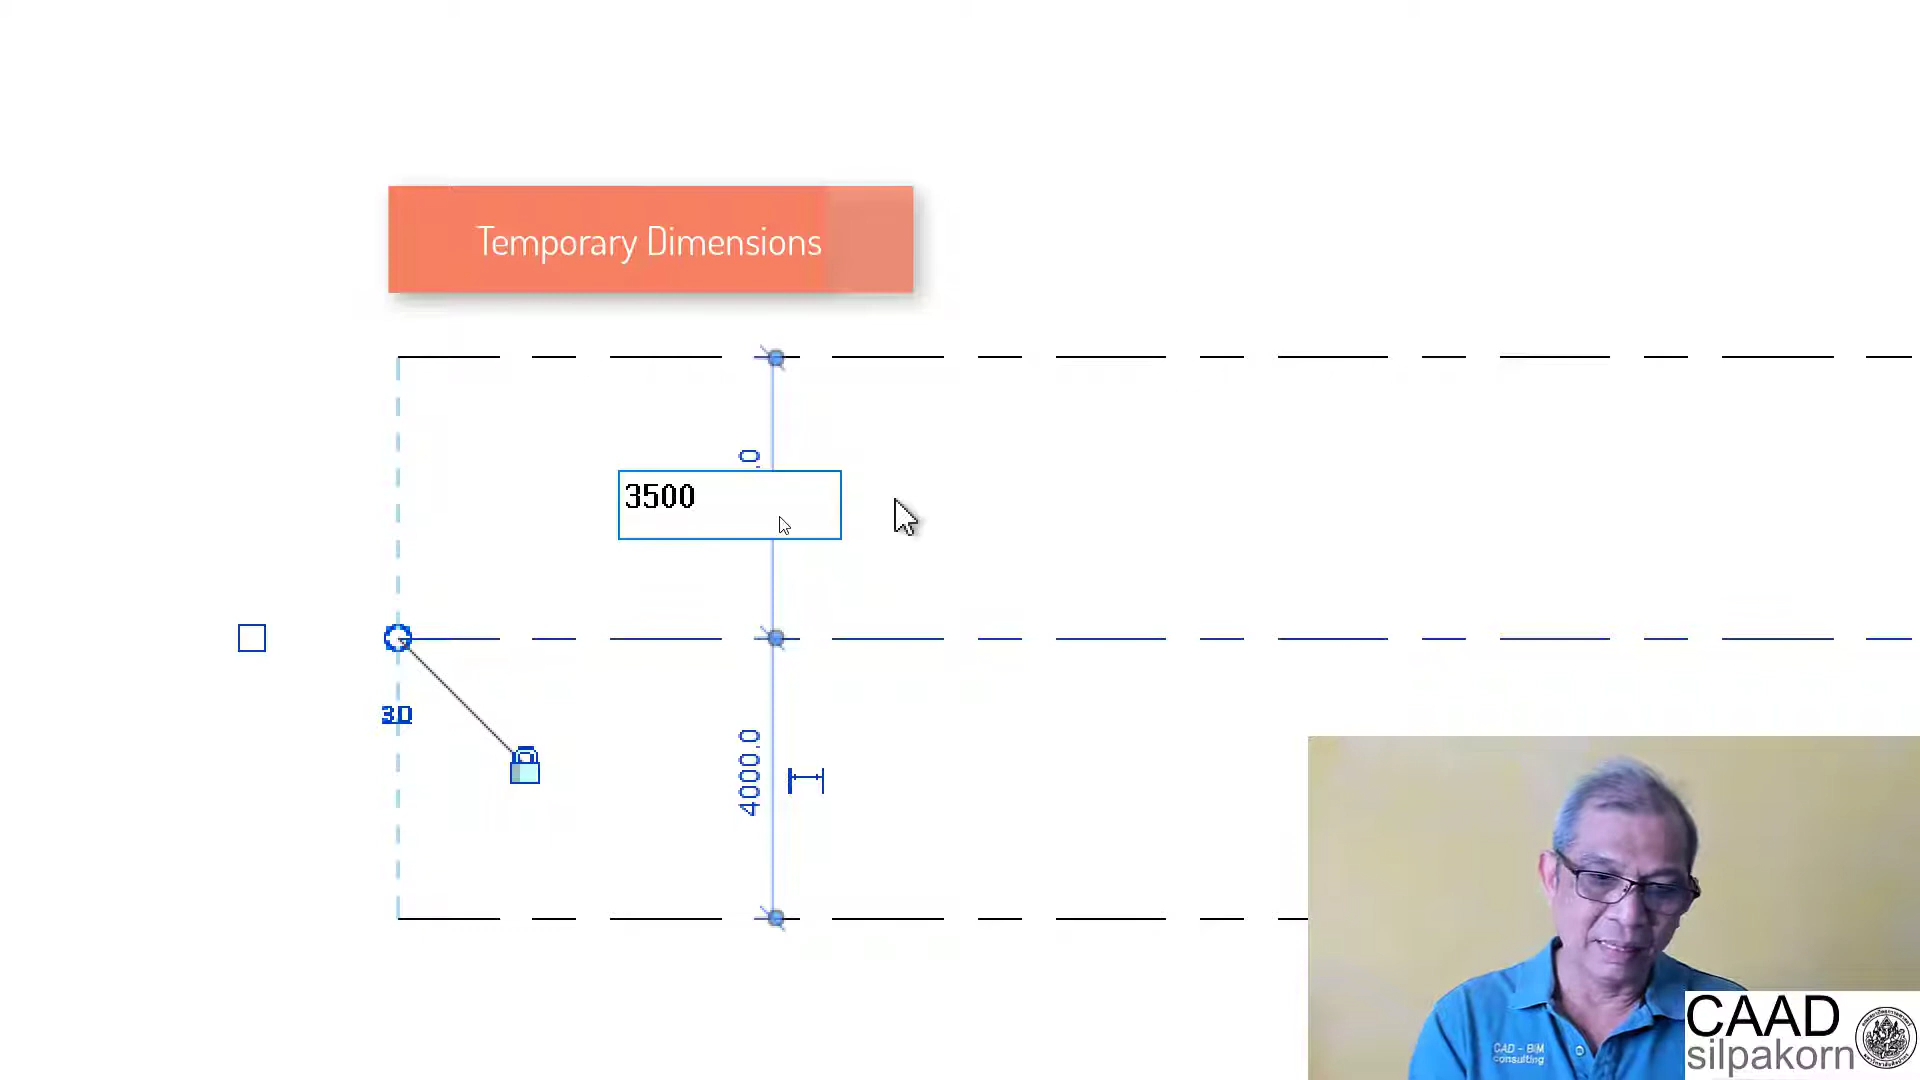 Temporary Dimensions
.0
3500
3D
4000.0
CAD - BIM
consulting
CAAD
silpakorn